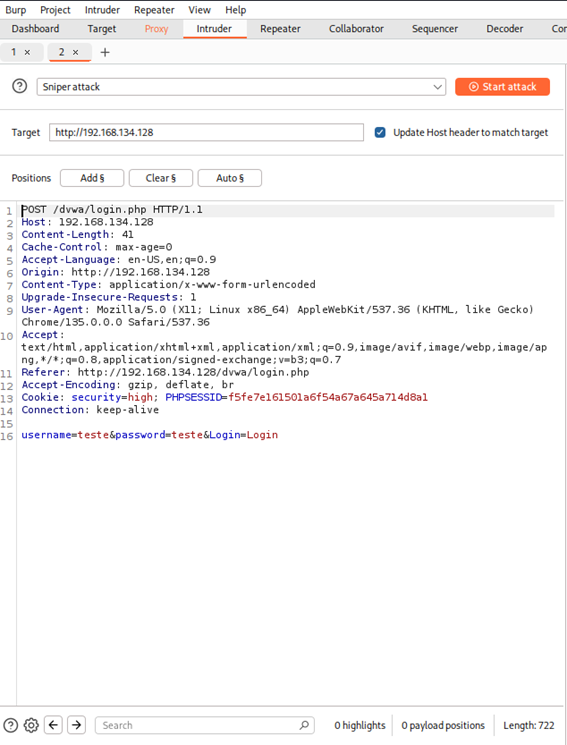 Burp Project Intruder Repeater View Help
Dashboard Target Proxy Intruder Repeater Collaborator Sequencer Decoder Cor
1 × 2 × +
Sniper attack Start attack
Target http://192.168.134.128 Update Host header to match target
Positions Add § Clear § Auto §
1 POST /dvwa/login.php HTTP/1.1
2 Host: 192.168.134.128
3 Content-Length: 41
4 Cache-Control: max-age=0
5 Accept-Language: en-US,en;q=0.9
6 Origin: http://192.168.134.128
7 Content-Type: application/x-www-form-urlencoded
8 Upgrade-Insecure-Requests: 1
9 User-Agent: Mozilla/5.0 (X11; Linux x86_64) AppleWebKit/537.36 (KHTML, like Gecko)
Chrome/135.0.0.0 Safari/537.36
10 Accept:
text/html,application/xhtml+xml,application/xml;q=0.9,image/avif,image/webp,image/ap
ng,*/*;q=0.8,application/signed-exchange;v=b3;q=0.7
11 Referer: http://192.168.134.128/dvwa/login.php
12 Accept-Encoding: gzip, deflate, br
13 Cookie: security=high; PHPSESSID=f5fe7e161501a6f54a67a645a714d8a1
14 Connection: keep-alive
15
16 username=teste&password=teste&Login=Login
Search 0 highlights 0 payload positions Length: 722